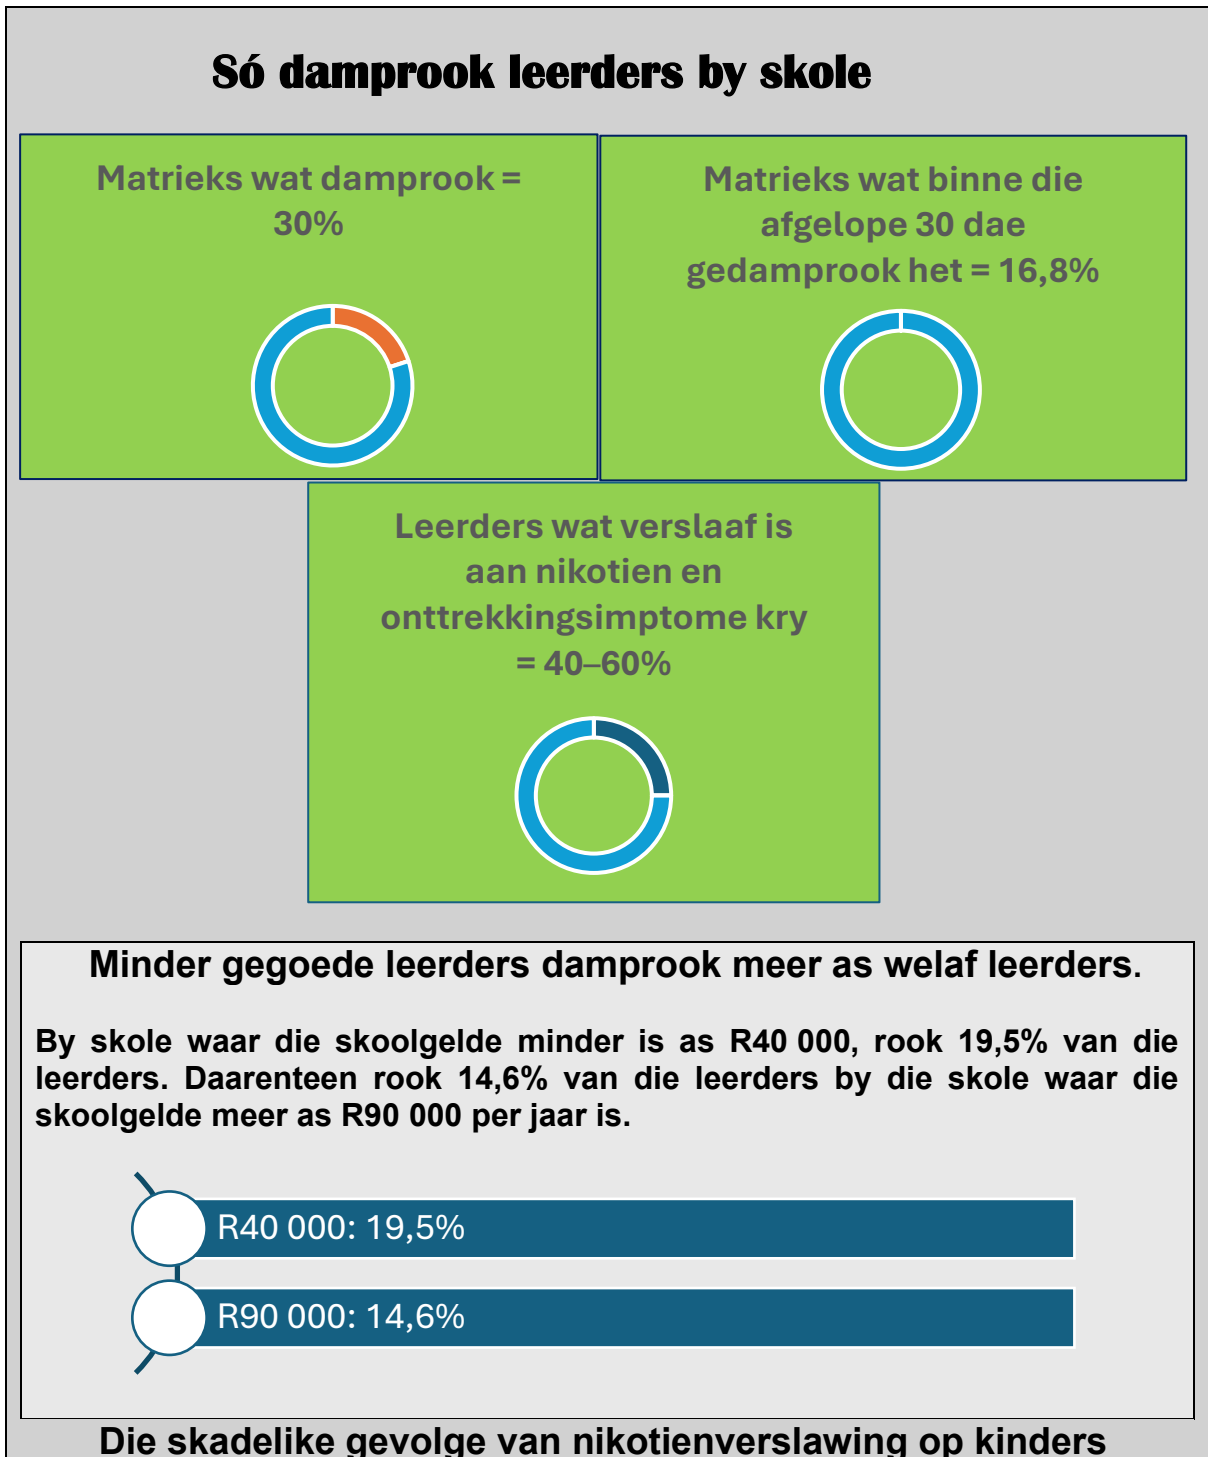 Só damprook leerders by skole
Matrieks wat damprook =
30%
Matrieks wat binne die
afgelope 30 dae
gedamprook het = 16,8%
Leerders wat verslaaf is
aan nikotien en
onttrekkingsimptome kry
= 40–60%
Minder gegoede leerders damprook meer as welaf leerders.
By skole waar die skoolgelde minder is as R40 000, rook 19,5% van die
leerders. Daarenteen rook 14,6% van die leerders by die skole waar die
skoolgelde meer as R90 000 per jaar is.
R40 000: 19,5%
R90 000: 14,6%
Die skadelike gevolge van nikotienverslawing op kinders